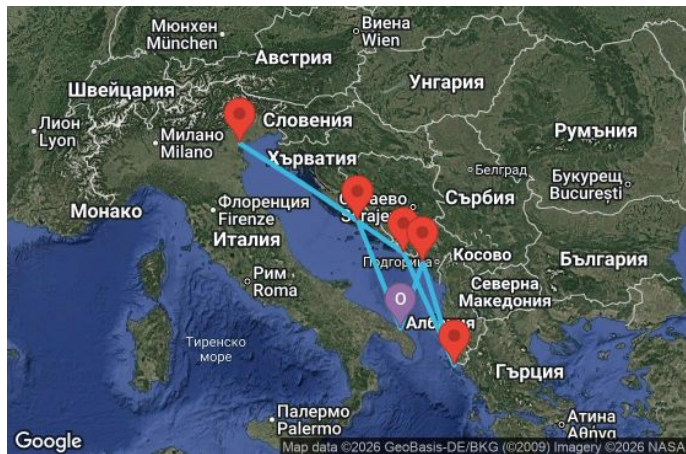 Мюнхен
München
Виена
Wien
Австрия
Швейцария
Унгария
Лион
Lyon
Милано
Milano
Словения
Румъния
Хърватия
Белград
Букурещ
București
Монако
Флоренция
Firenze
Сърбия
Италия
Подгорица
Косово
България
Рим
Roma
Северна
Македония
O
Албания
Тиренско
море
Гърция
Палермо
Palermo
Атина
Αθήνα
Google
Map data ©2026 GeoBasis-DE/BKG (©2009) Imagery ©2026 NASA